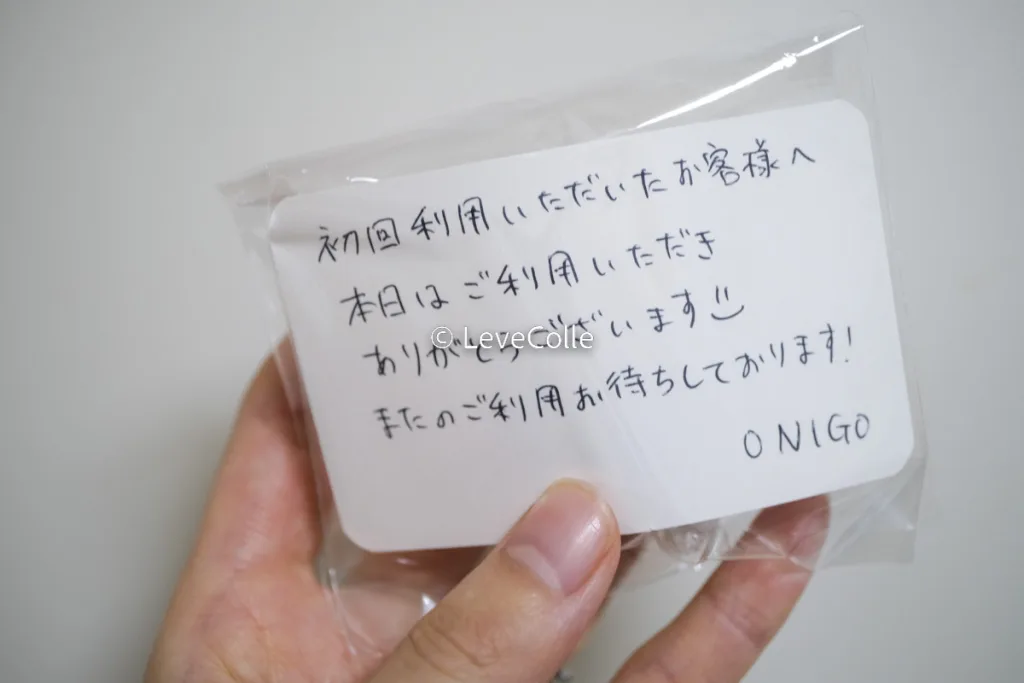 初回利用いただいたお客様へ
本日はご利用いただき
ありがとうございます
© LeveColle
またのご利用お待ちしております!
ONIGO